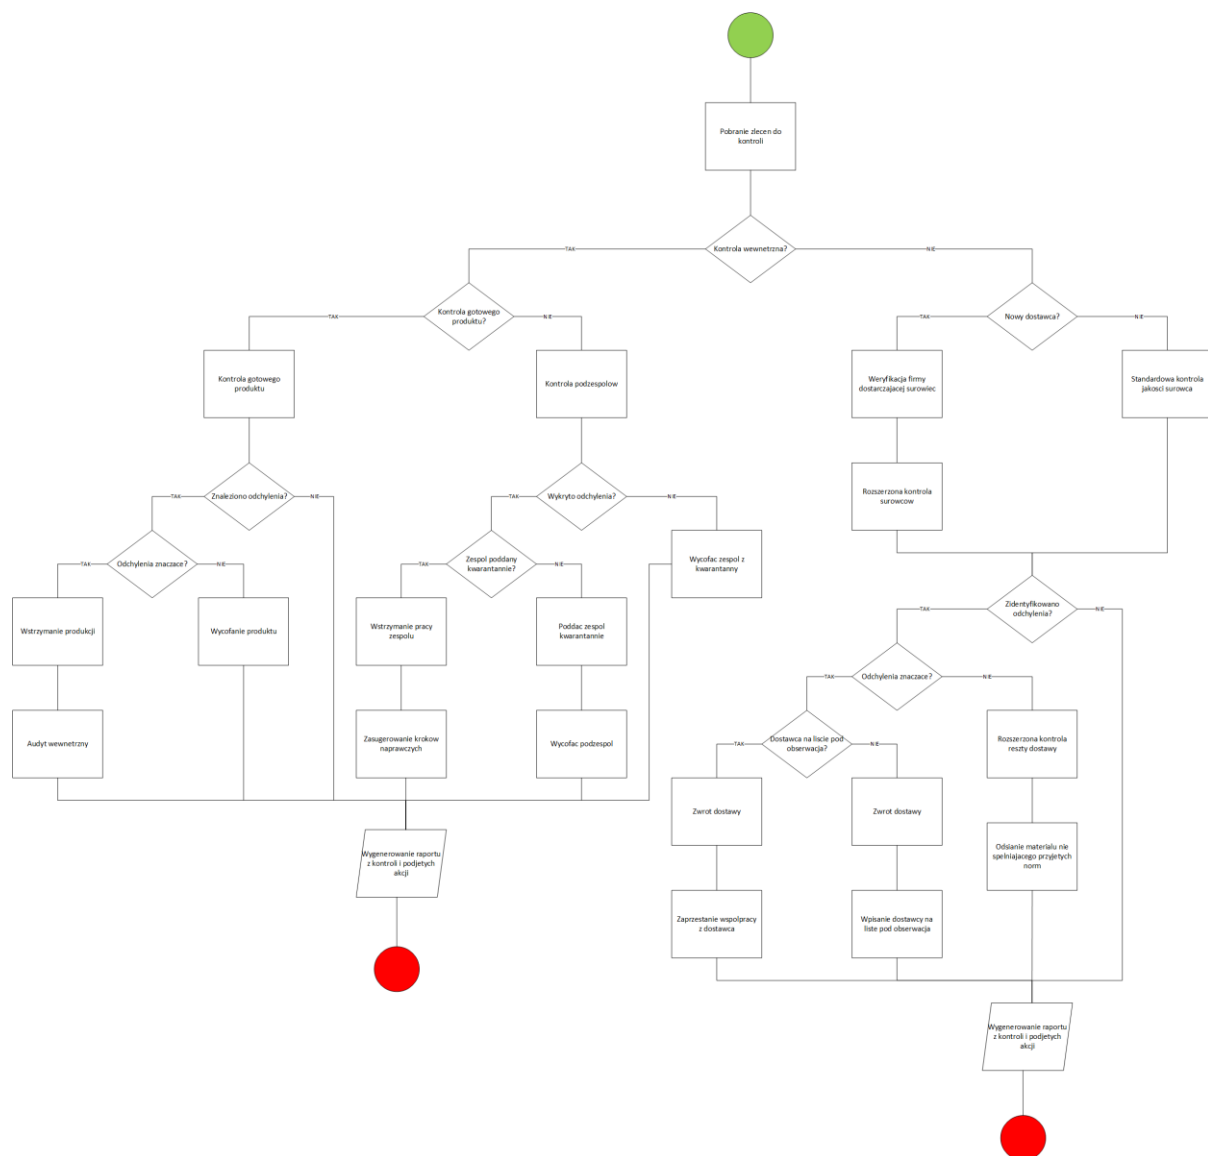 Pobranie zlecen do
kontroli
Kontrola wewnetrzna?
TAK
NIE
Kontrola gotowego
produktu?
Nowy dostawca?
TAK
NIE
TAK
NIE
Kontrola gotowego
produktu
Kontrola podzespolow
Weryfikacja firmy
dostarczajacej surowiec
Standardowa kontrola
jakosci surowca
Znaleziono odchylenia?
TAK
NIE
Wykryto odchylenia?
TAK
NIE
Rozszerzona kontrola
surowcow
Odchylenia znaczace?
TAK
NIE
Zespol poddany
kwarantannie?
TAK
NIE
Wycofac zespol z
kwarantanny
Zidentyfikowano
odchylenia?
TAK
NIE
Wstrzymanie produkcji
Wycofanie produktu
Wstrzymanie pracy
zespolu
Poddac zespol
kwarantannie
Odchylenia znaczace?
TAK
NIE
Audyt wewnetrzny
Zasugerowanie krokow
naprawczych
Wycofac podzespol
Dostawca na liscie pod
obserwacja?
TAK
NIE
Rozszerzona kontrola
reszty dostawy
Zwrot dostawy
Zwrot dostawy
Wygenerowanie raportu
z kontroli i podjetych
akcji
Odsianie materialu nie
spelniajacego przyjetych
norm
Zaprzestanie wspolpracy
z dostawca
Wpisanie dostawcy na
liste pod obserwacja
Wygenerowanie raportu
z kontroli i podjetych
akcji